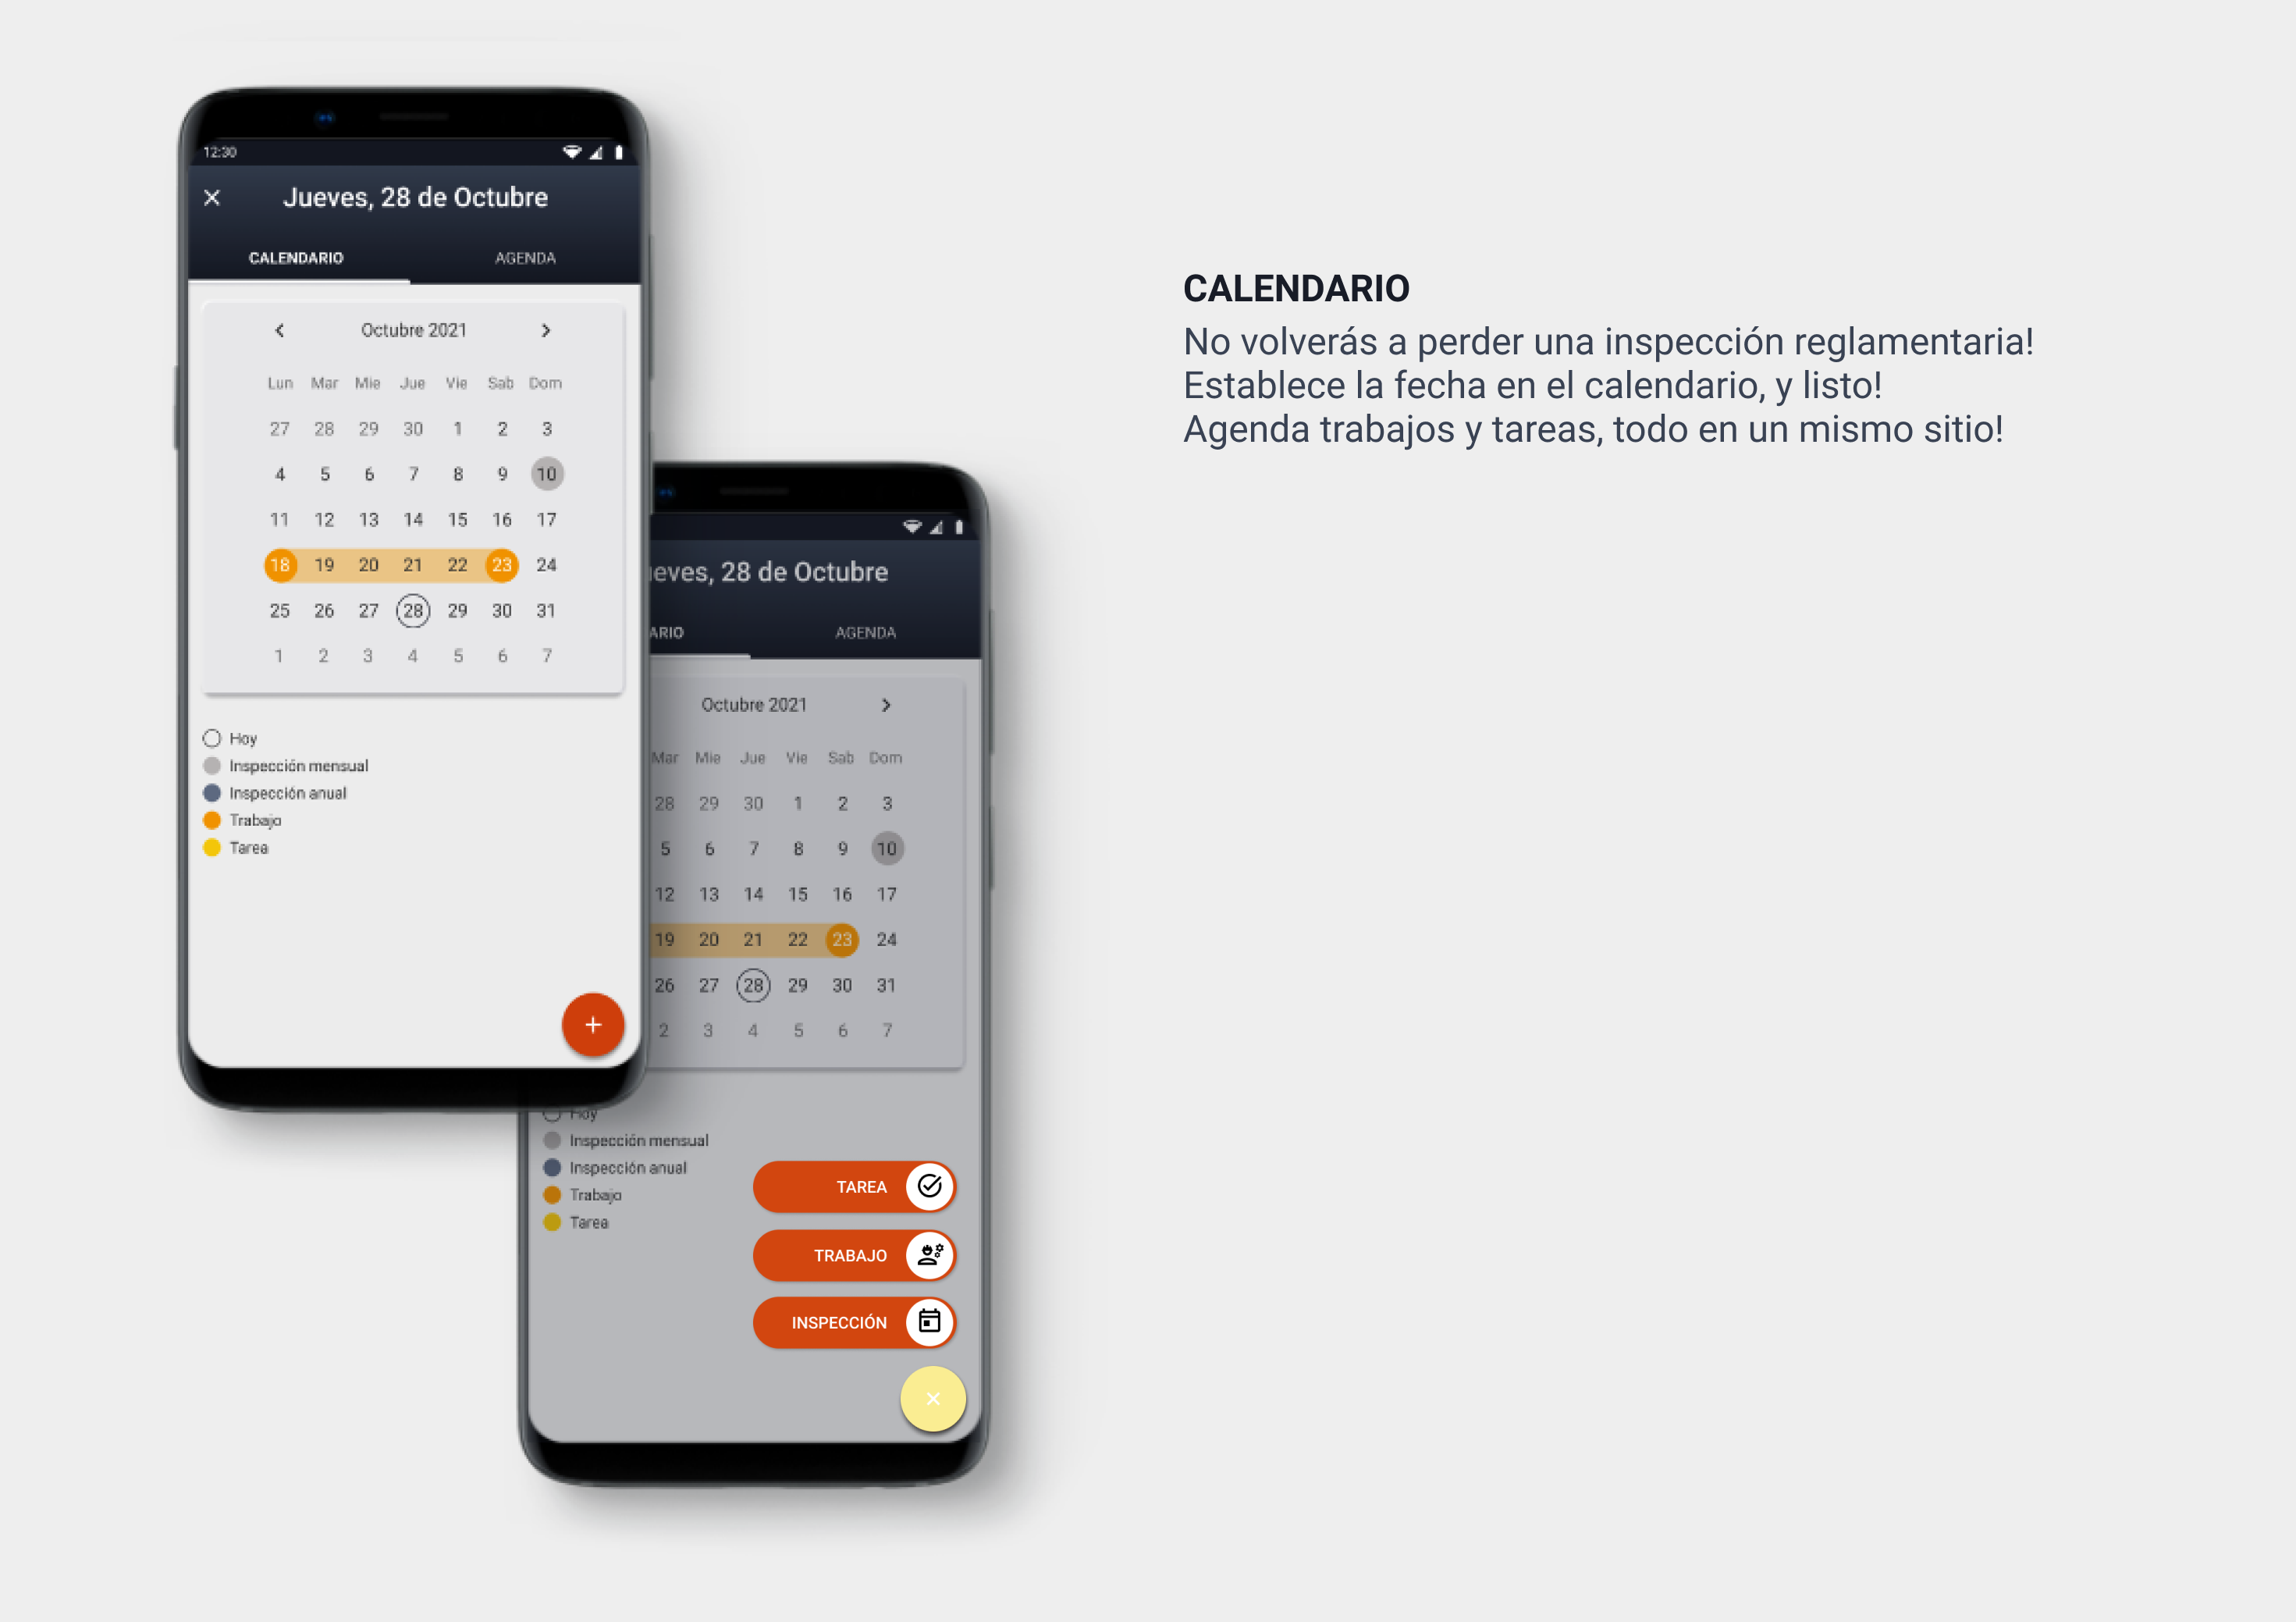 12:30
Jueves, 28 de Octubre
CALENDARIO
AGENDA
Octubre 2021
Lun Mar Mie Jue Vie Sab Dom
27 28 29 30 1 2 3
4 5 6 7 8 9 10
11 12 13 14 15 16 17
18 19 20 21 22 23 24
25 26 27 28 29 30 31
1 2 3 4 5 6 7
Hoy
Inspección mensual
Inspección anual
Trabajo
Tarea
eves, 28 de Octubre
ARIO
AGENDA
Octubre 2021
Mar Mie Jue Vie Sab Dom
28 29 30 1 2 3
5 6 7 8 9 10
12 13 14 15 16 17
19 20 21 22 23 24
26 27 28 29 30 31
2 3 4 5 6 7
Hoy
Inspección mensual
Inspección anual
Trabajo
Tarea
TAREA
TRABAJO
INSPECCIÓN
CALENDARIO
No volverás a perder una inspección reglamentaria!
Establece la fecha en el calendario, y listo!
Agenda trabajos y tareas, todo en un mismo sitio!